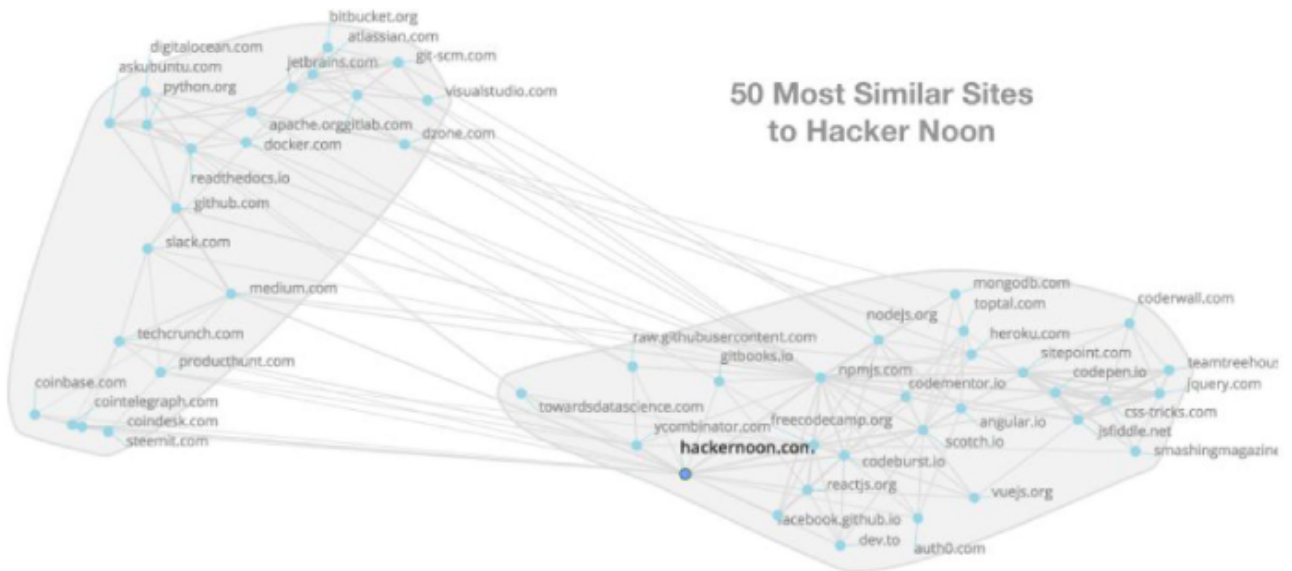 bitbucket.org
atlassian.com
digitalocean.com
jetbrains.com
git-scm.com
askubuntu.com
python.org
visualstudio.com
50 Most Similar Sites
to Hacker Noon
apache.org
gitlab.com
dzone.com
docker.com
readthedocs.io
github.com
slack.com
medium.com
mongodb.com
coderwall.com
toptal.com
nodejs.org
techcrunch.com
raw.githubusercontent.com
heroku.com
gitbooks.io
sitepoint.com
producthunt.com
teamtreehous
npmjs.com
codepen.io
coinbase.com
codementor.io
jquery.com
cointelegraph.com
towardsdatascience.com
css-tricks.com
coindesk.com
ycombinator.com
freecodecamp.org
angular.io
jsfiddle.net
steemit.com
hackernoon.com
scotch.io
smashingmagazine
codeburst.io
reactjs.org
vuejs.org
facebook.github.io
dev.to
auth0.com